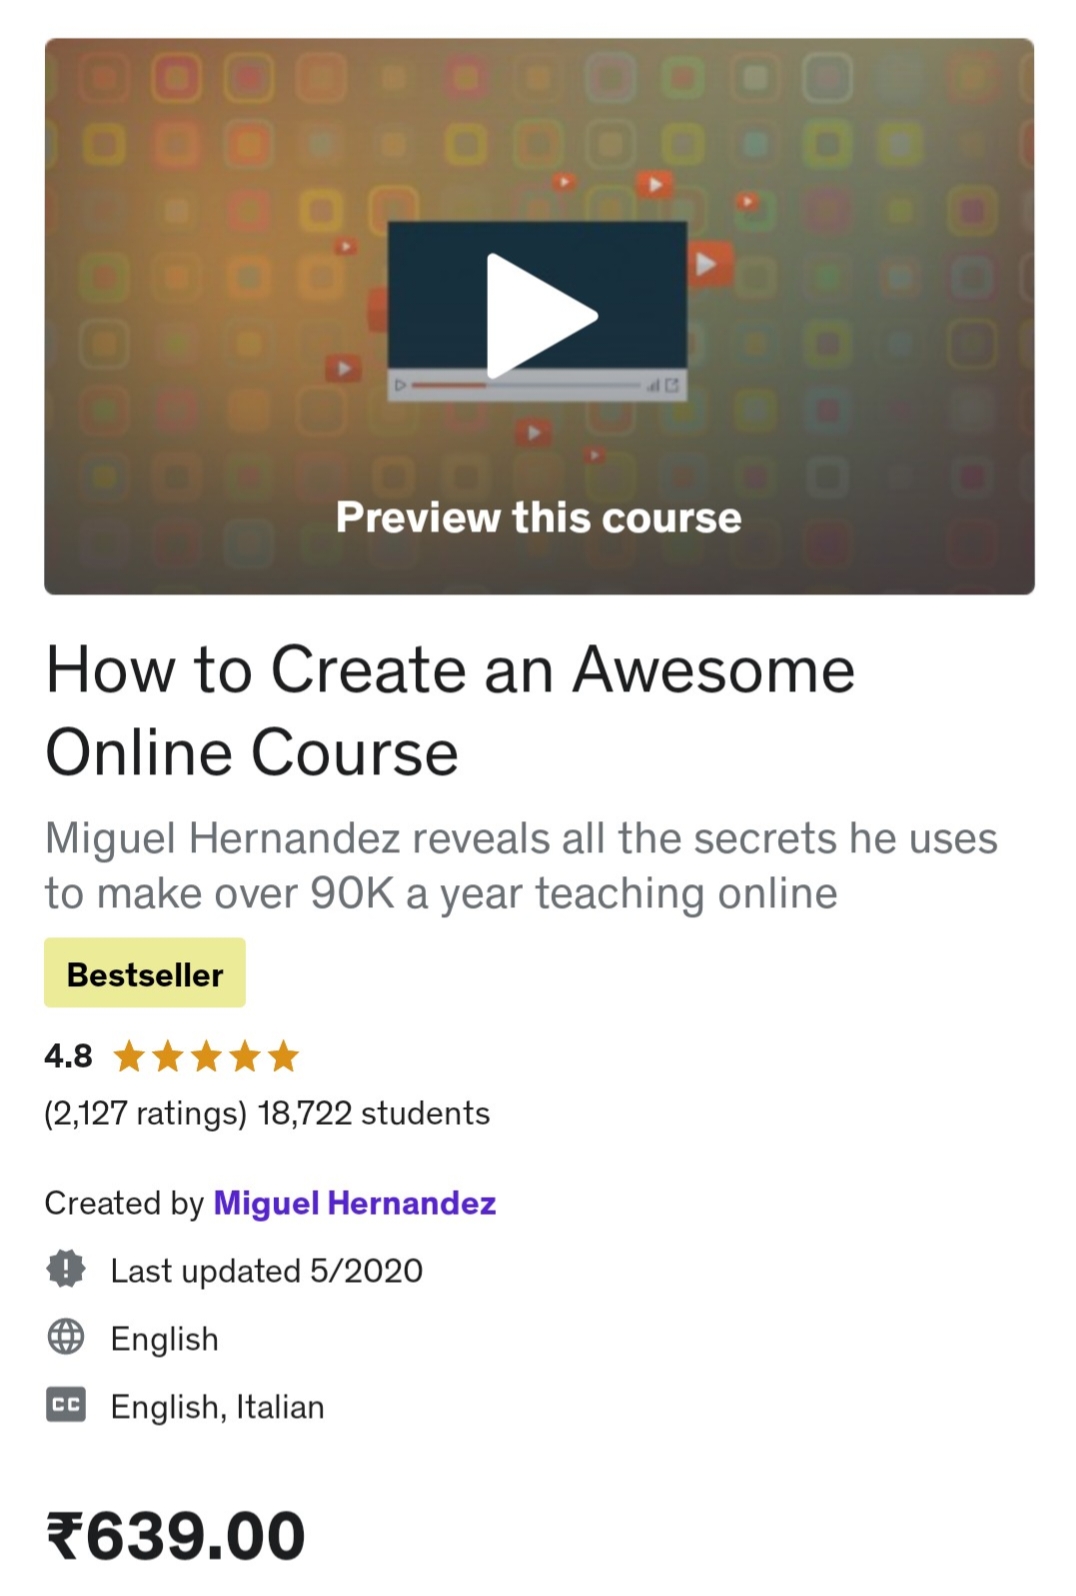 Preview this course
How to Create an Awesome
Online Course
Miguel Hernandez reveals all the secrets he uses
to make over 90K a year teaching online
Bestseller
4.8
(2,127 ratings) 18,722 students
Created by Miguel Hernandez
Last updated 5/2020
English
CC English, Italian
₹639.00